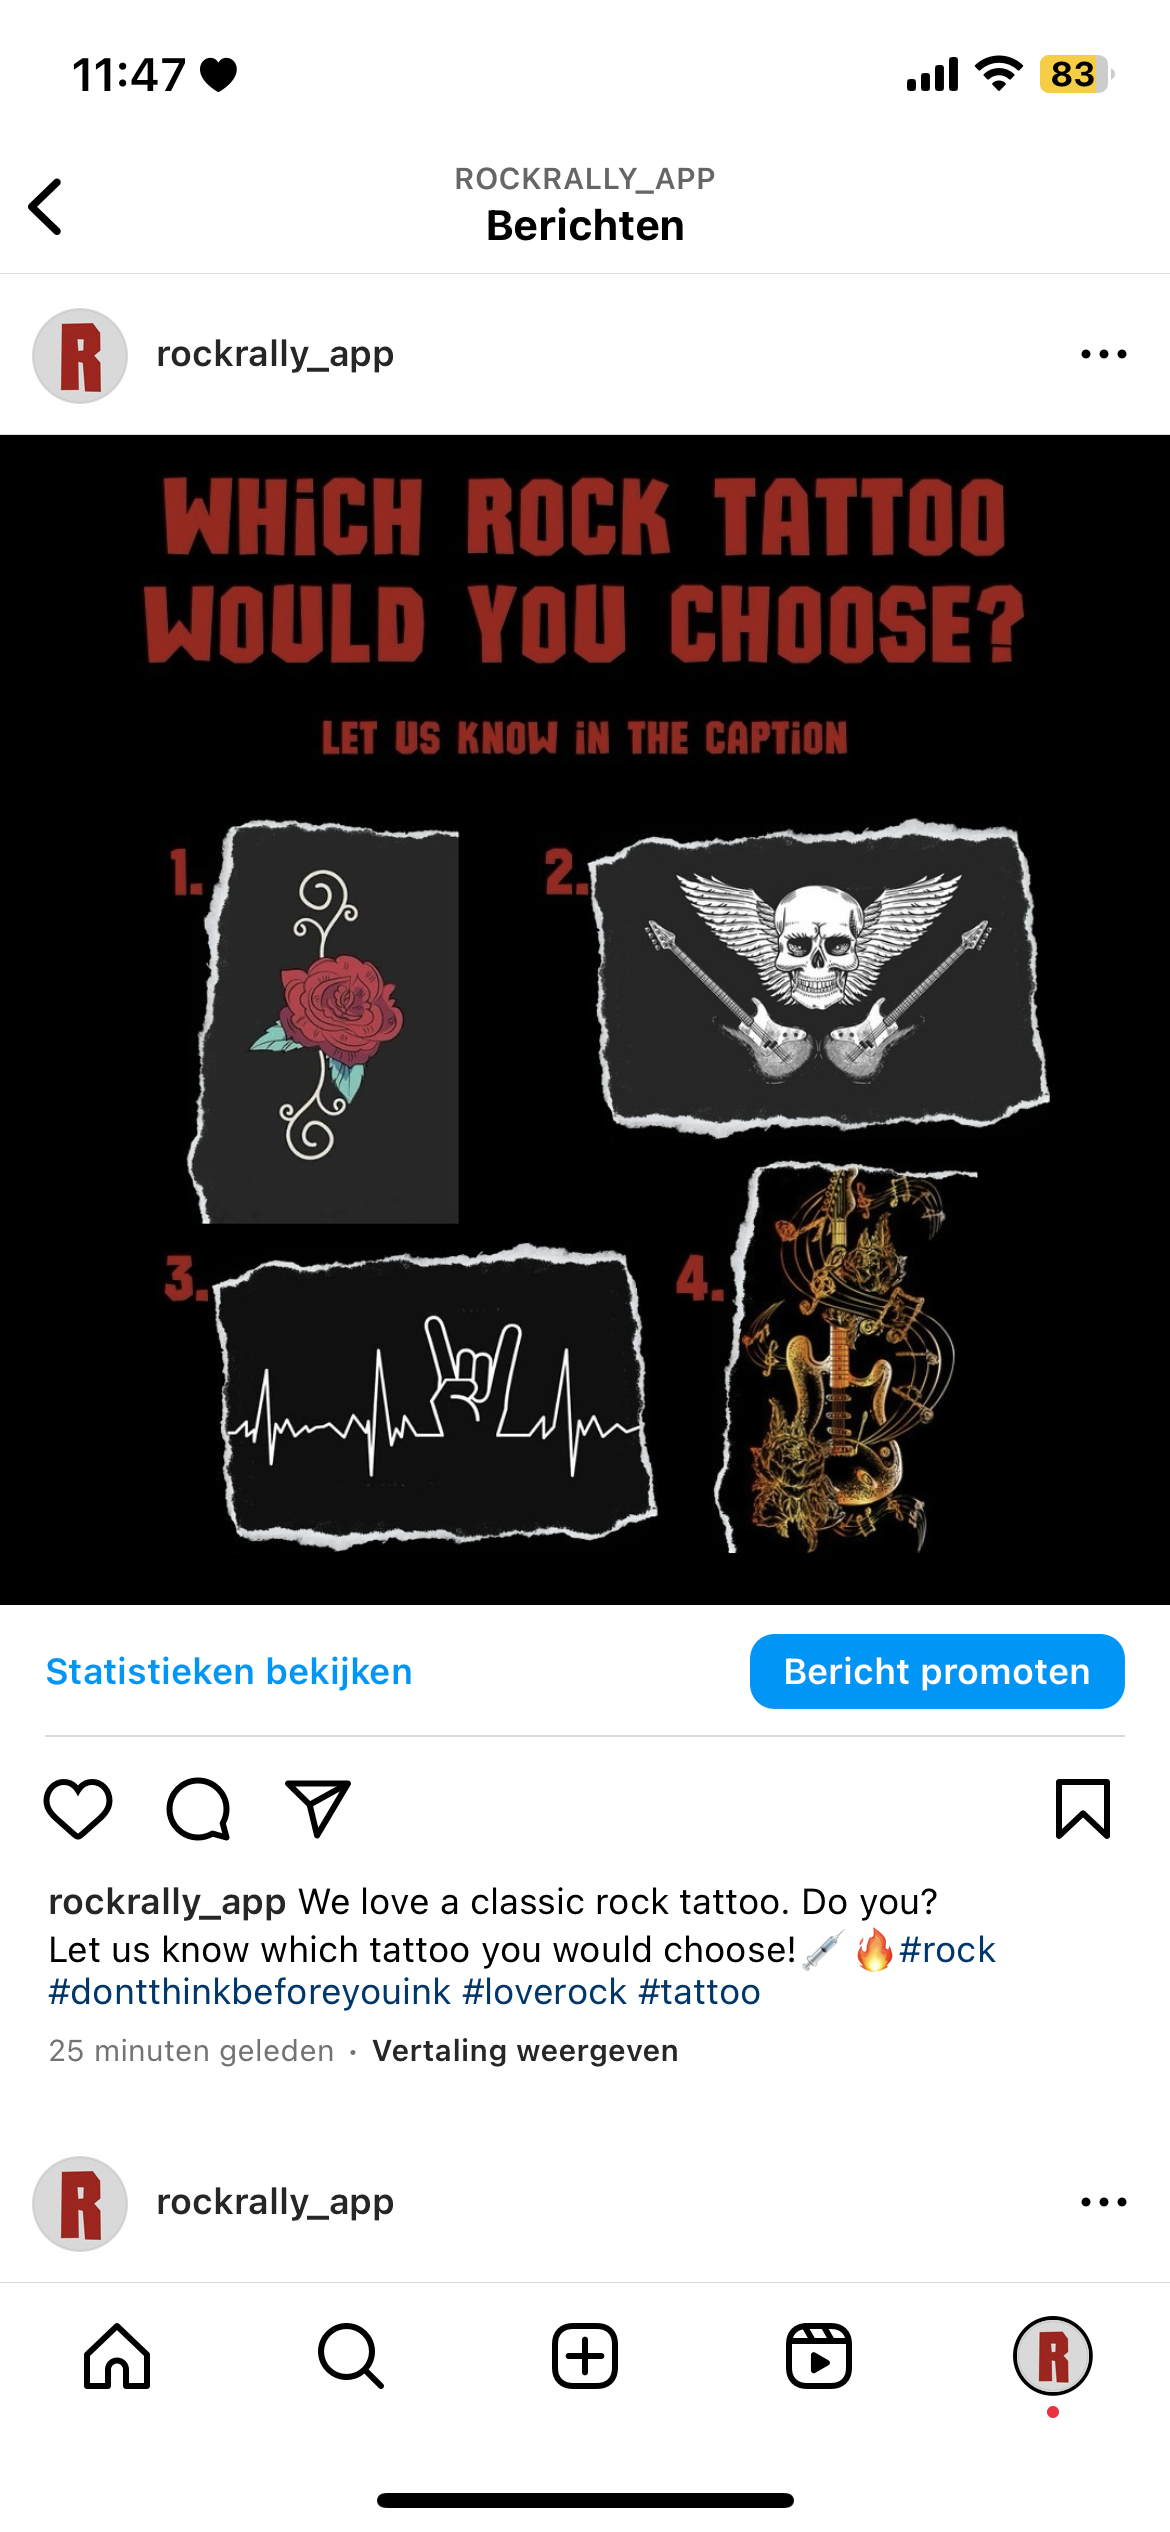 11:47
83
ROCKRALLY_APP
Berichten
rockrally_app
WHiCH ROCK TATTOO
WOULD YOU CHOOSE?
LET US KNOW iN THE CAPTiON
1.
2.
3.
4.
Statistieken bekijken
Bericht promoten
rockrally_app We love a classic rock tattoo. Do you?
Let us know which tattoo you would choose!💉🔥#rock
#dontthinkbeforeyouink #loverock #tattoo
25 minuten geleden · Vertaling weergeven
rockrally_app